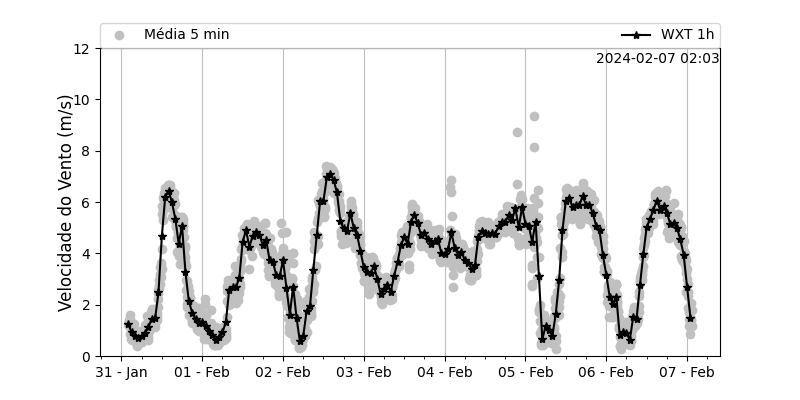 Média 5 min
WXT 1h
2024-02-07 02:03
Velocidade do Vento (m/s)
12
10
8
6
4
2
0
31 - Jan
01 - Feb
02 - Feb
03 - Feb
04 - Feb
05 - Feb
06 - Feb
07 - Feb